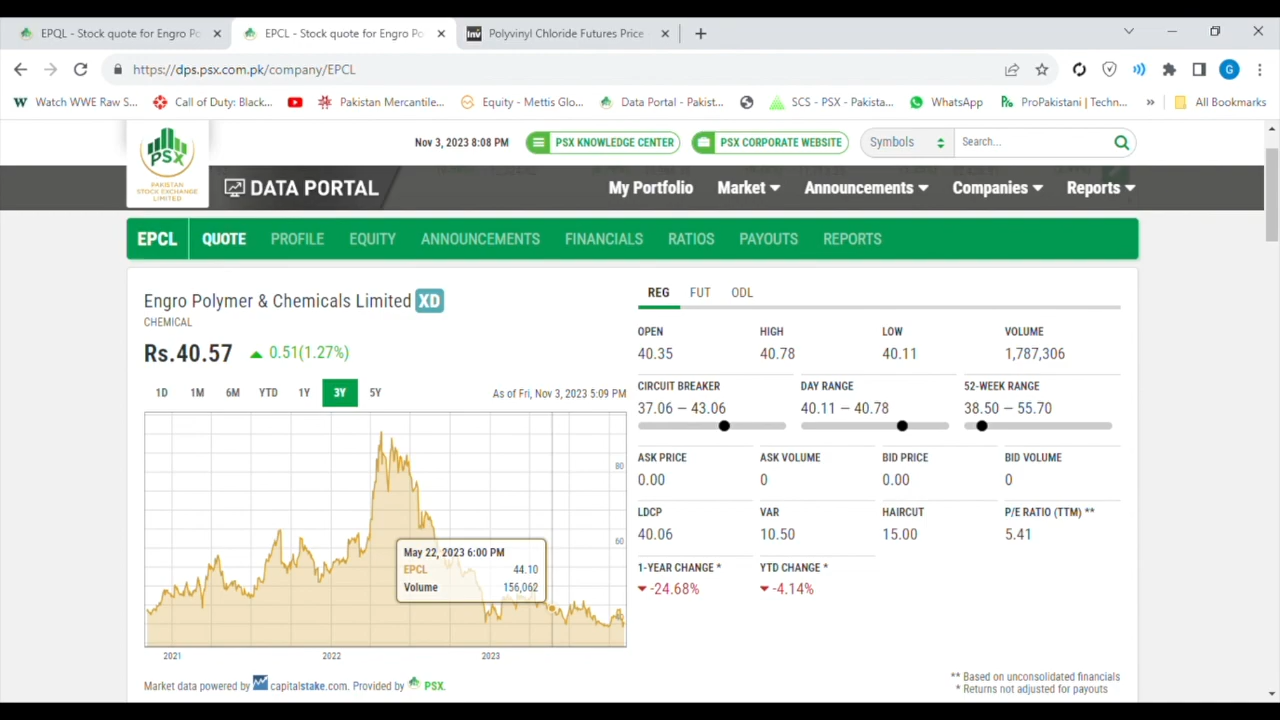 EPQL - Stock quote for Engro Po
EPCL - Stock quote for Engro Po
Inv Polyvinyl Chloride Futures Price
https://dps.psx.com.pk/company/EPCL
G
W Watch WWE Raw S...
Call of Duty: Black...
Pakistan Mercantile...
Equity - Mettis Glo...
Data Portal - Pakist...
SCS - PSX - Pakista...
WhatsApp
ProPakistani | Techn...
»
All Bookmarks
PSX
PAKISTAN
STOCK EXCHANGE
LIMITED
Nov 3, 2023 8:08 PM
PSX KNOWLEDGE CENTER
PSX CORPORATE WEBSITE
Symbols
Search...
DATA PORTAL
My Portfolio
Market
Announcements
Companies
Reports
EPCL QUOTE PROFILE EQUITY ANNOUNCEMENTS FINANCIALS RATIOS PAYOUTS REPORTS
Engro Polymer & Chemicals Limited XD
CHEMICAL
Rs.40.57 0.51(1.27%)
1D 1M 6M YTD 1Y 3Y 5Y
As of Fri, Nov 3, 2023 5:09 PM
80
60
40
May 22, 2023 6:00 PM
EPCL 44.10
Volume 156,062
2021 2022 2023
Market data powered by capitalstake.com. Provided by PSX.
REG FUT ODL
OPEN HIGH LOW VOLUME
40.35 40.78 40.11 1,787,306
CIRCUIT BREAKER DAY RANGE 52-WEEK RANGE
37.06 — 43.06 40.11 — 40.78 38.50 — 55.70
ASK PRICE ASK VOLUME BID PRICE BID VOLUME
0.00 0 0.00 0
LDCP VAR HAIRCUT P/E RATIO (TTM) **
40.06 10.50 15.00 5.41
1-YEAR CHANGE * YTD CHANGE *
-24.68% -4.14%
** Based on unconsolidated financials
* Returns not adjusted for payouts